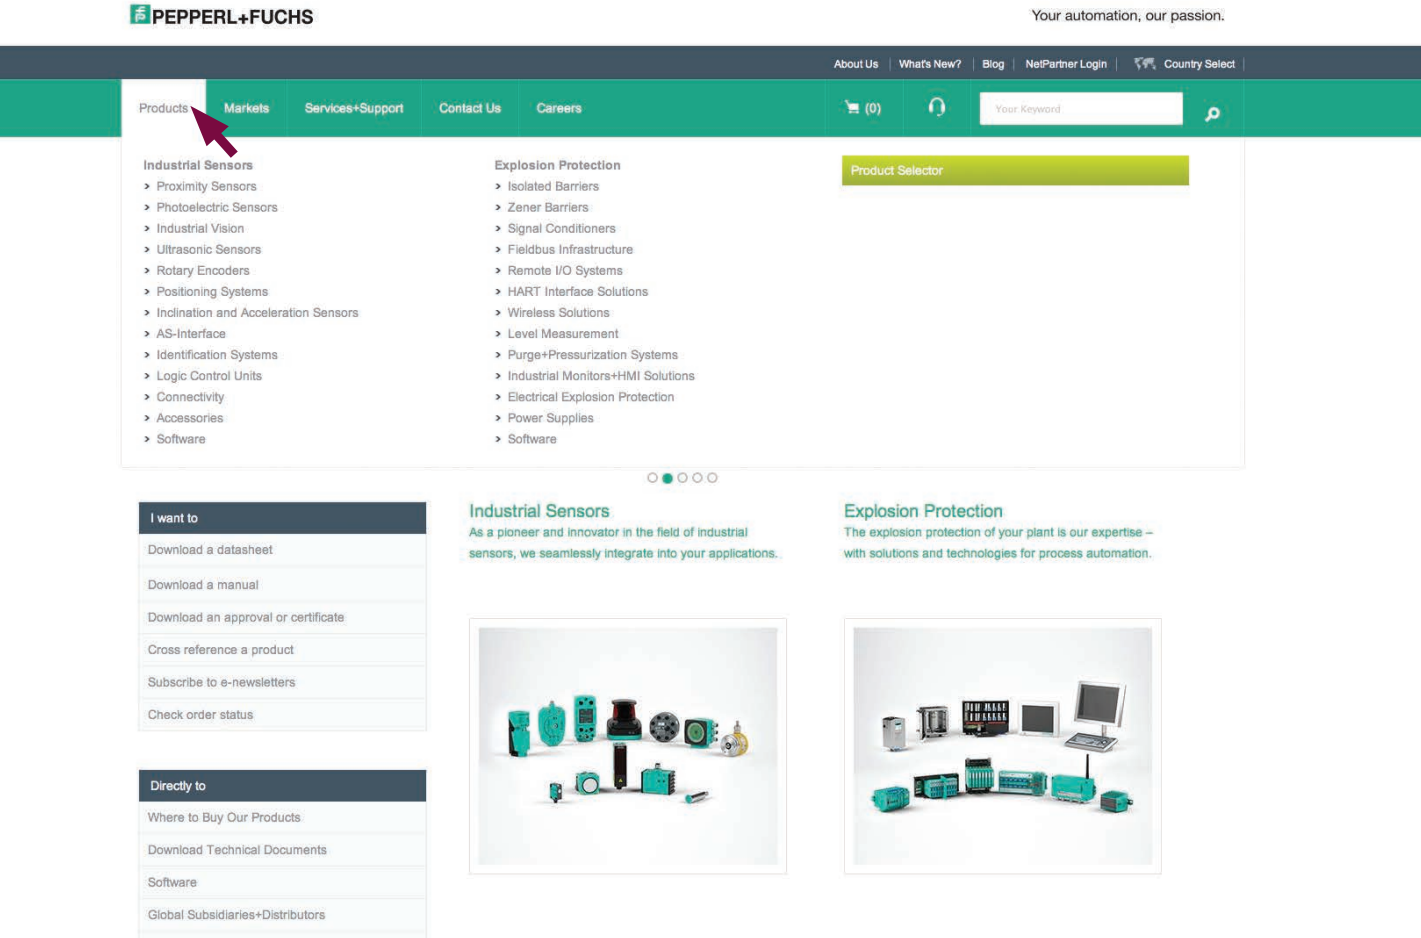 PEPPERL+FUCHS
Your automation, our passion.
About Us
What's New?
Blog
NetPartner Login
Country Select
Products
Markets
Services+Support
Contact Us
Careers
(0)
Your Keyword
Industrial Sensors
Proximity Sensors
Photoelectric Sensors
Industrial Vision
Ultrasonic Sensors
Rotary Encoders
Positioning Systems
Inclination and Acceleration Sensors
AS-Interface
Identification Systems
Logic Control Units
Connectivity
Accessories
Software
Explosion Protection
Isolated Barriers
Zener Barriers
Signal Conditioners
Fieldbus Infrastructure
Remote I/O Systems
HART Interface Solutions
Wireless Solutions
Level Measurement
Purge+Pressurization Systems
Industrial Monitors+HMI Solutions
Electrical Explosion Protection
Power Supplies
Software
Product Selector
I want to
Download a datasheet
Download a manual
Download an approval or certificate
Cross reference a product
Subscribe to e-newsletters
Check order status
Directly to
Where to Buy Our Products
Download Technical Documents
Software
Global Subsidiaries+Distributors
Industrial Sensors
As a pioneer and innovator in the field of industrial
sensors, we seamlessly integrate into your applications.
Explosion Protection
The explosion protection of your plant is our expertise –
with solutions and technologies for process automation.